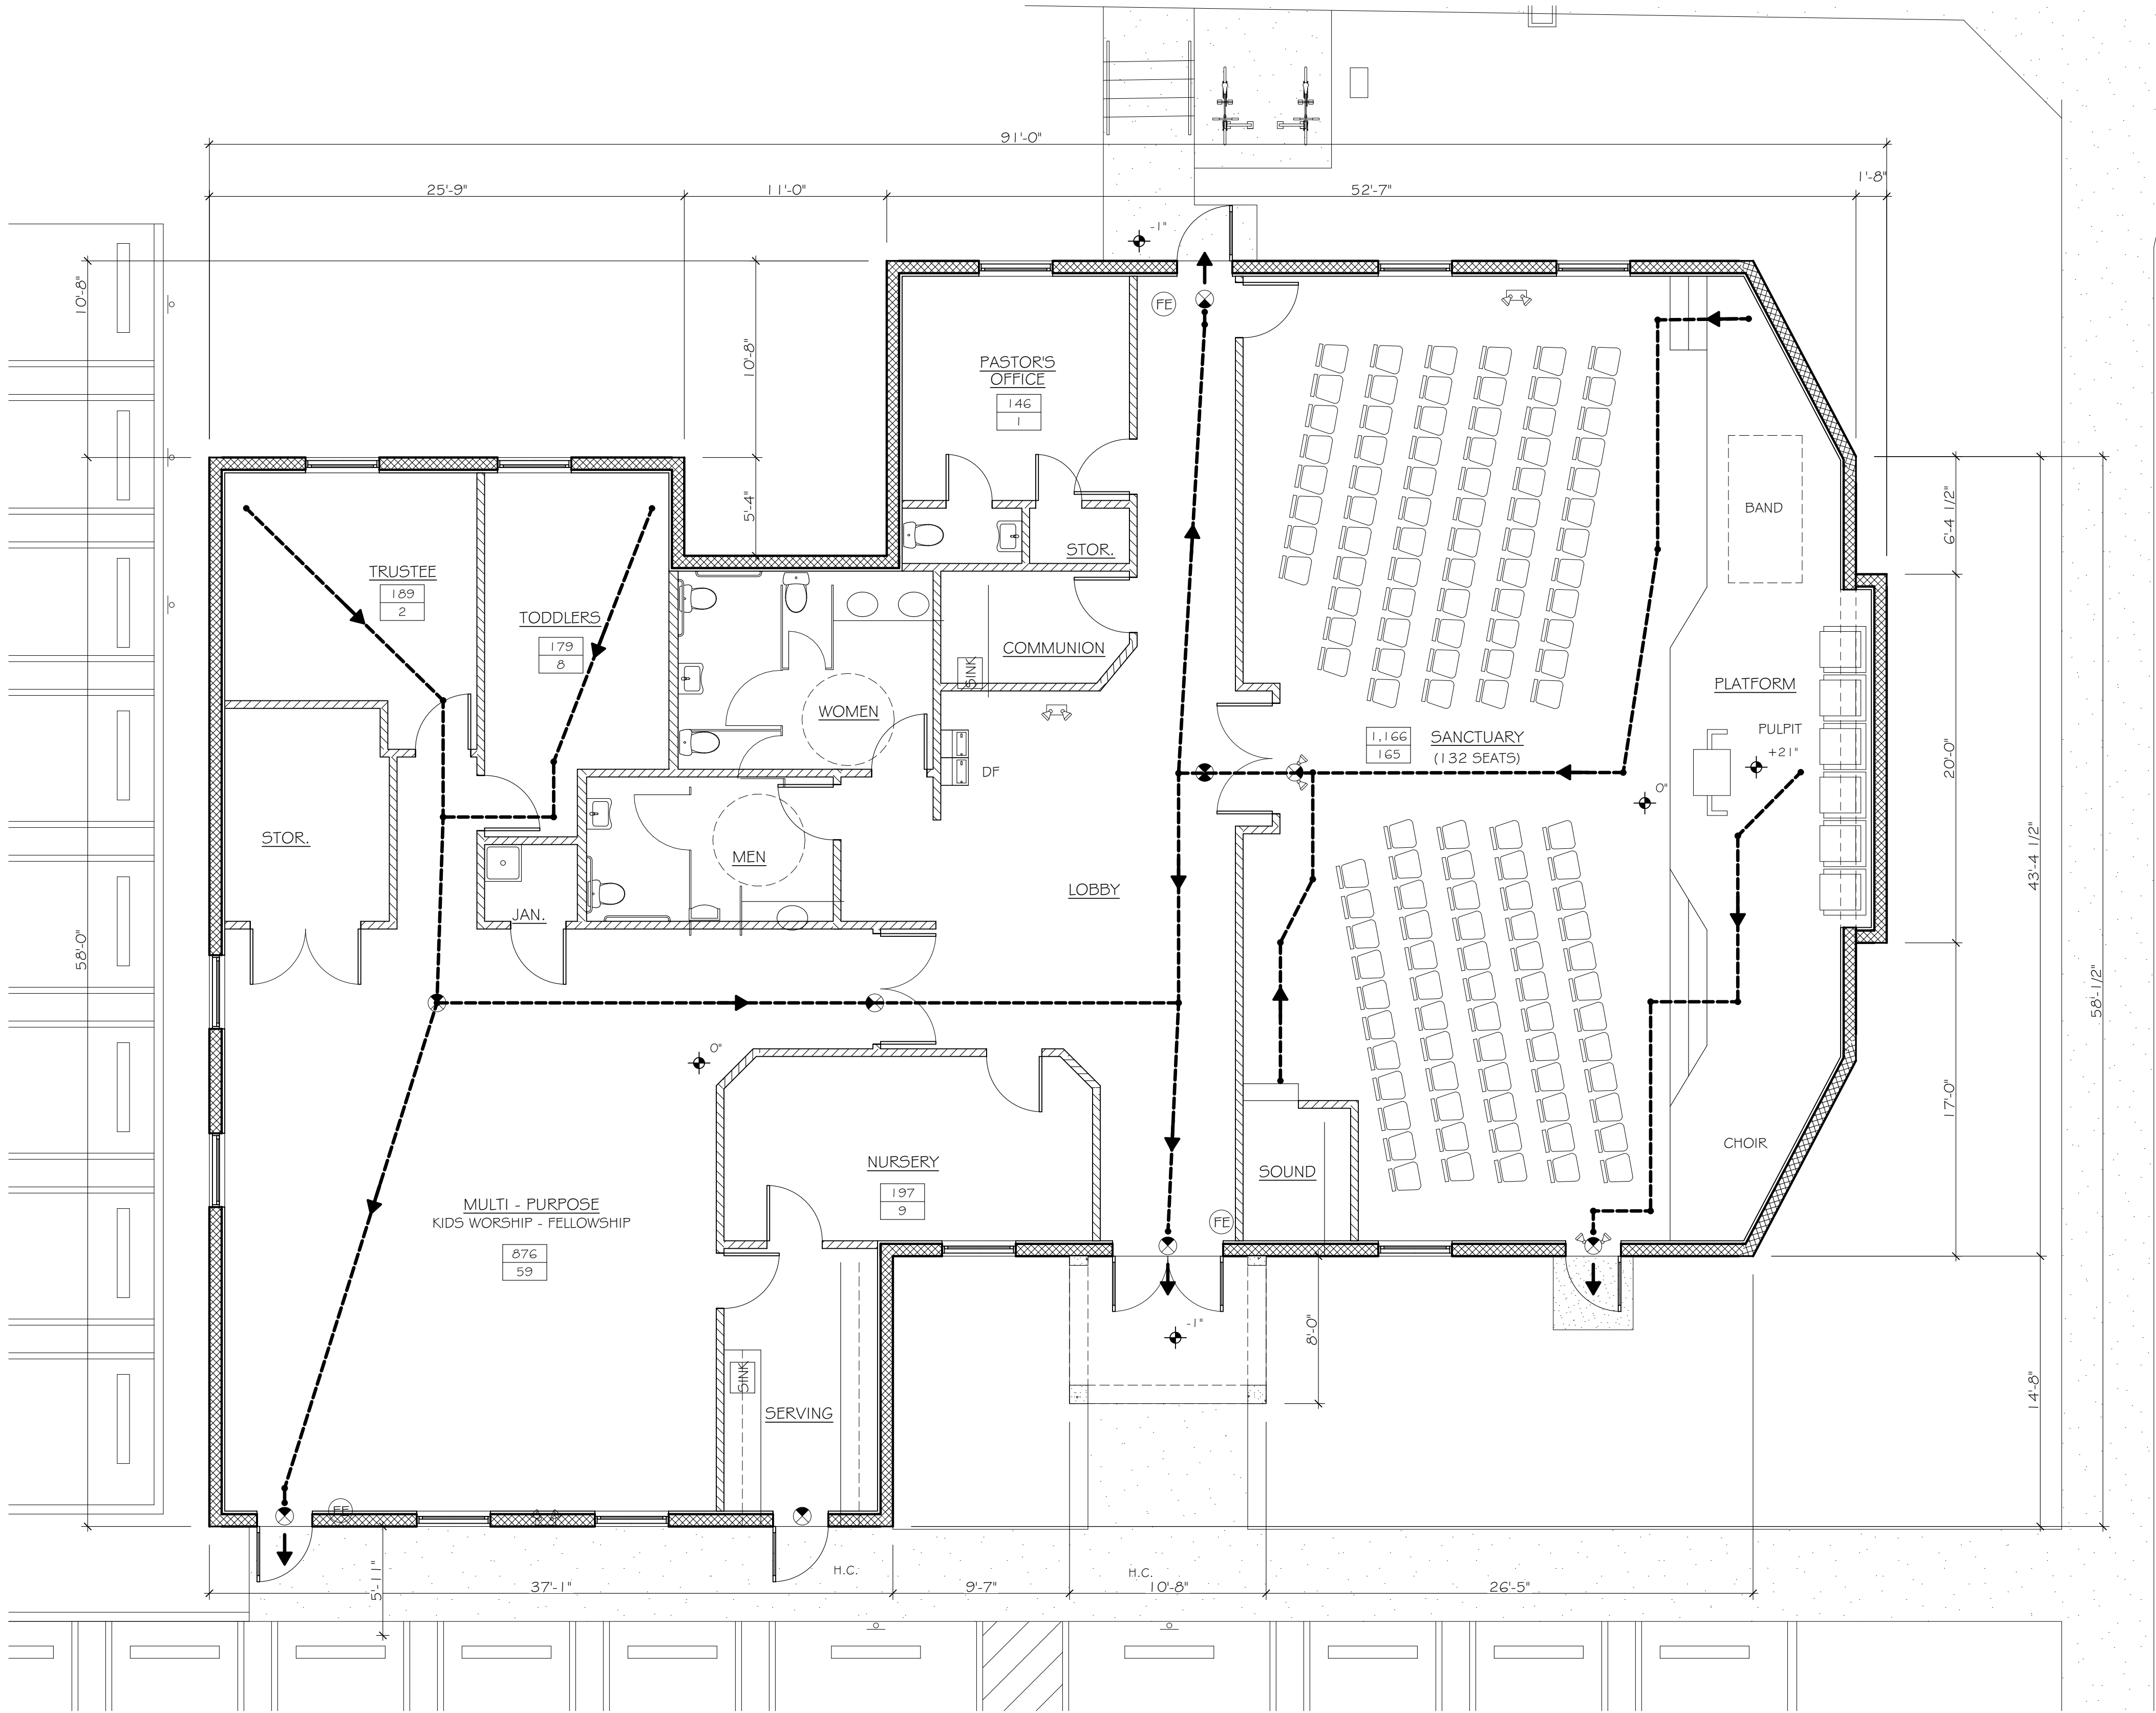 91'-0"
25'-9"
11'-0"
52'-7"
1'-8"
-1"
10'-8"
10'-8"
5'-4"
FE
PASTOR'S
OFFICE
146
1
STOR.
BAND
6'-4 1/2"
TRUSTEE
189
2
TODDLERS
179
8
COMMUNION
SINK
WOMEN
DF
PLATFORM
PULPIT
+21"
1,166
165
SANCTUARY
(132 SEATS)
0"
20'-0"
43'-4 1/2"
58'-1/2"
STOR.
MEN
JAN.
LOBBY
58'-0"
0"
17'-0"
CHOIR
NURSERY
197
9
SOUND
FE
MULTI - PURPOSE
KIDS WORSHIP - FELLOWSHIP
876
59
-1"
8'-0"
SINK
SERVING
14'-8"
FE
5'-11"
H.C.
H.C.
37'-1"
9'-7"
10'-8"
26'-5"